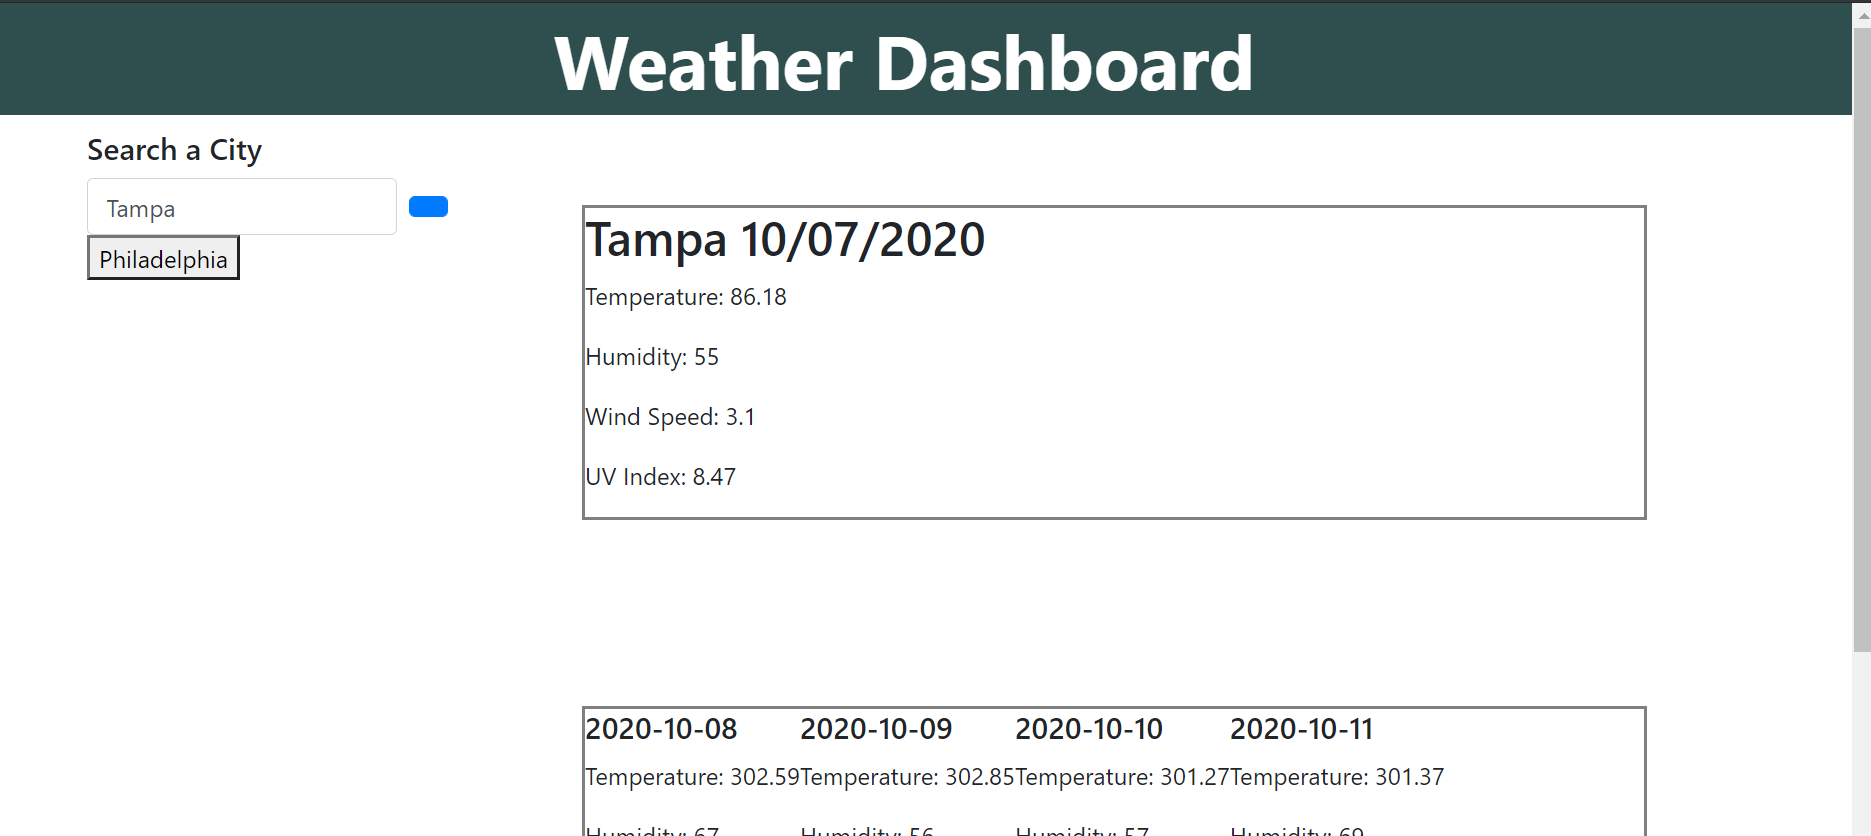 Weather Dashboard
Search a City
Tampa
Philadelphia
Tampa 10/07/2020
Temperature: 86.18
Humidity: 55
Wind Speed: 3.1
UV Index: 8.47
2020-10-08 2020-10-09 2020-10-10 2020-10-11
Temperature: 302.59 Temperature: 302.85 Temperature: 301.27 Temperature: 301.37
Humidity: 67 Humidity: 56 Humidity: 57 Humidity: 69